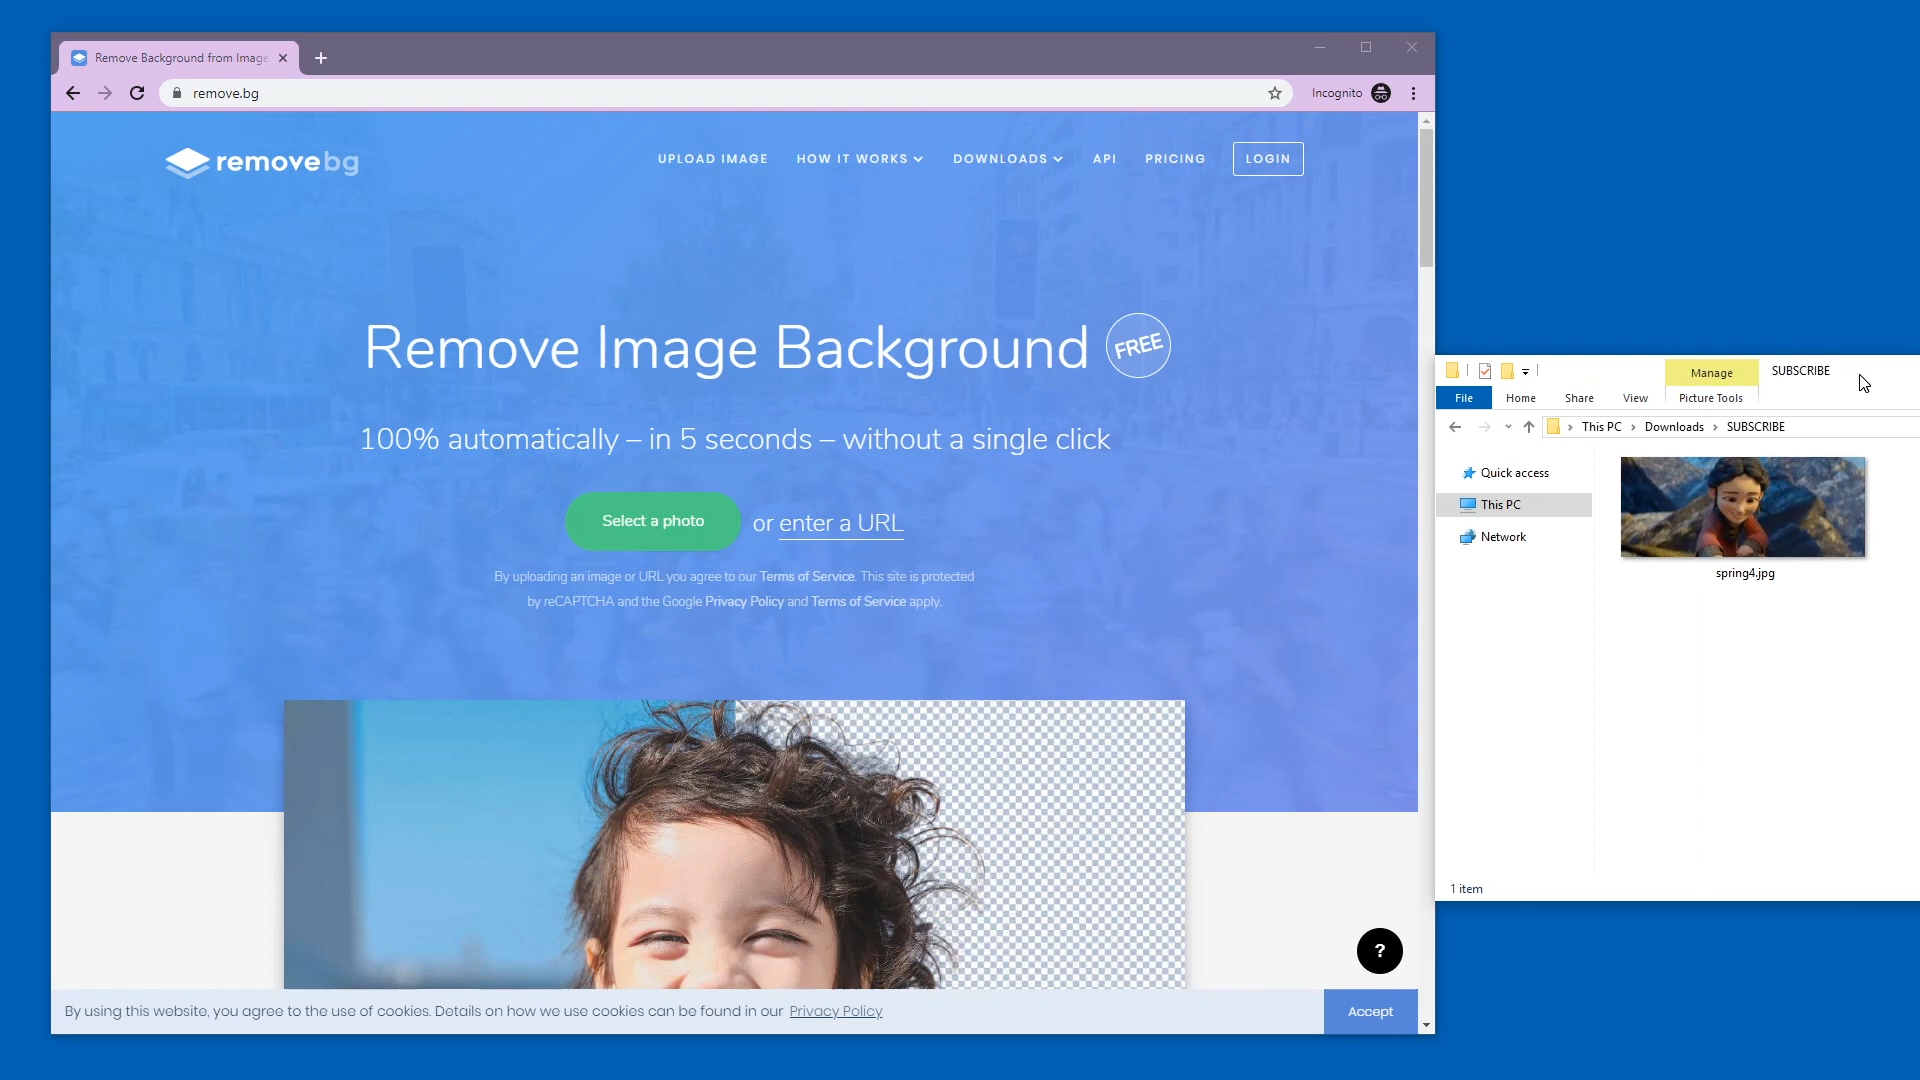 Remove Background from Image
remove.bg
Incognito
removebg
UPLOAD IMAGE
HOW IT WORKS
DOWNLOADS
API
PRICING
LOGIN
Remove Image Background
FREE
100% automatically – in 5 seconds – without a single click
Select a photo
or enter a URL
By uploading an image or URL you agree to our Terms of Service. This site is protected
by reCAPTCHA and the Google Privacy Policy and Terms of Service apply.
?
By using this website, you agree to the use of cookies. Details on how we use cookies can be found in our Privacy Policy
Accept
Manage
SUBSCRIBE
File
Home
Share
View
Picture Tools
This PC
Downloads
SUBSCRIBE
Quick access
This PC
Network
spring4.jpg
1 item